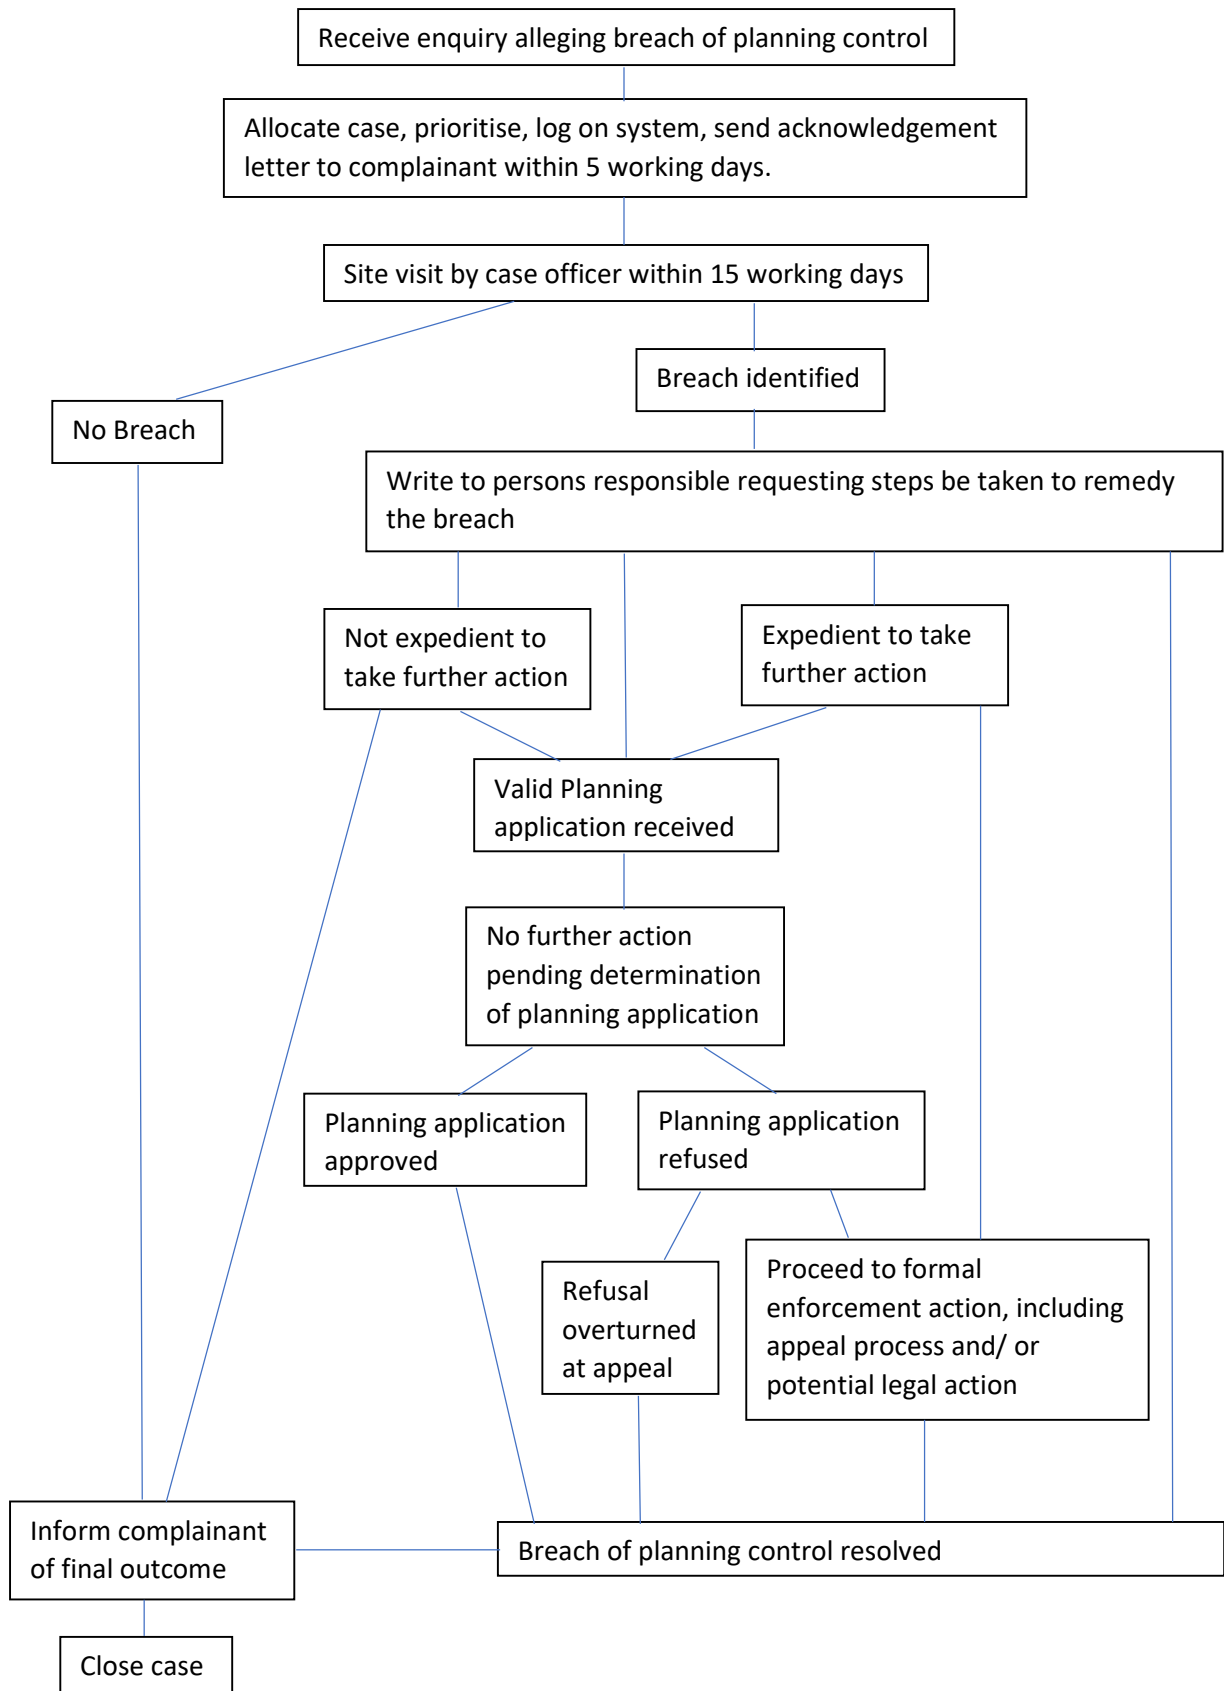 Receive enquiry alleging breach of planning control
Allocate case, prioritise, log on system, send acknowledgement
letter to complainant within 5 working days.
Site visit by case officer within 15 working days
Breach identified
No Breach
Write to persons responsible requesting steps be taken to remedy
the breach
Not expedient to
take further action
Expedient to take
further action
Valid Planning
application received
No further action
pending determination
of planning application
Planning application
approved
Planning application
refused
Refusal
overturned
at appeal
Proceed to formal
enforcement action, including
appeal process and/ or
potential legal action
Inform complainant
of final outcome
Breach of planning control resolved
Close case